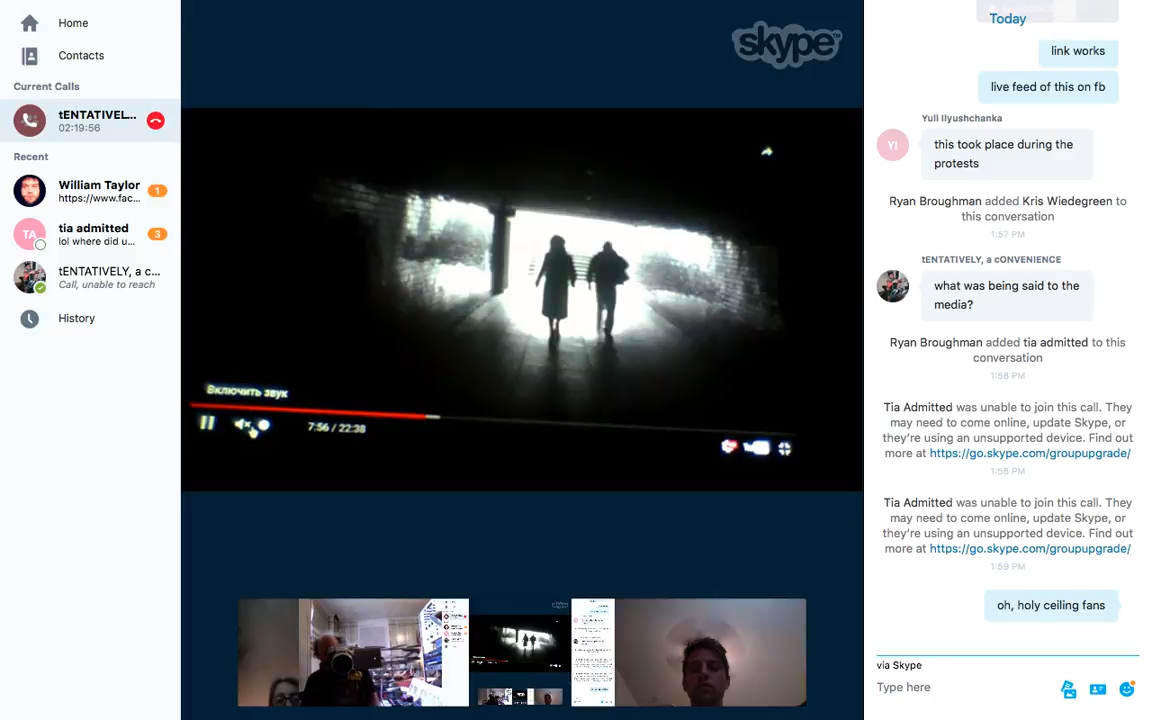 Home
Contacts
Current Calls
tENTATIVEL...
02:19:56
Recent
William Taylor
https://www.fac...
1
TA
tia admitted
lol where did u...
3
tENTATIVELY, a c...
Call, unable to reach
History
skype
Включить звук
7:56 / 22:38
Today
link works
live feed of this on fb
Yuli Ilyushchanka
YI
this took place during the
protests
Ryan Broughman added Kris Wiedegreen to
this conversation
1:57 PM
tENTATIVELY, a cONVENIENCE
what was being said to the
media?
Ryan Broughman added tia admitted to this
conversation
1:58 PM
Tia Admitted was unable to join this call. They
may need to come online, update Skype, or
they're using an unsupported device. Find out
more at https://go.skype.com/groupupgrade/
1:58 PM
Tia Admitted was unable to join this call. They
may need to come online, update Skype, or
they're using an unsupported device. Find out
more at https://go.skype.com/groupupgrade/
1:59 PM
oh, holy ceiling fans
via Skype
Type here